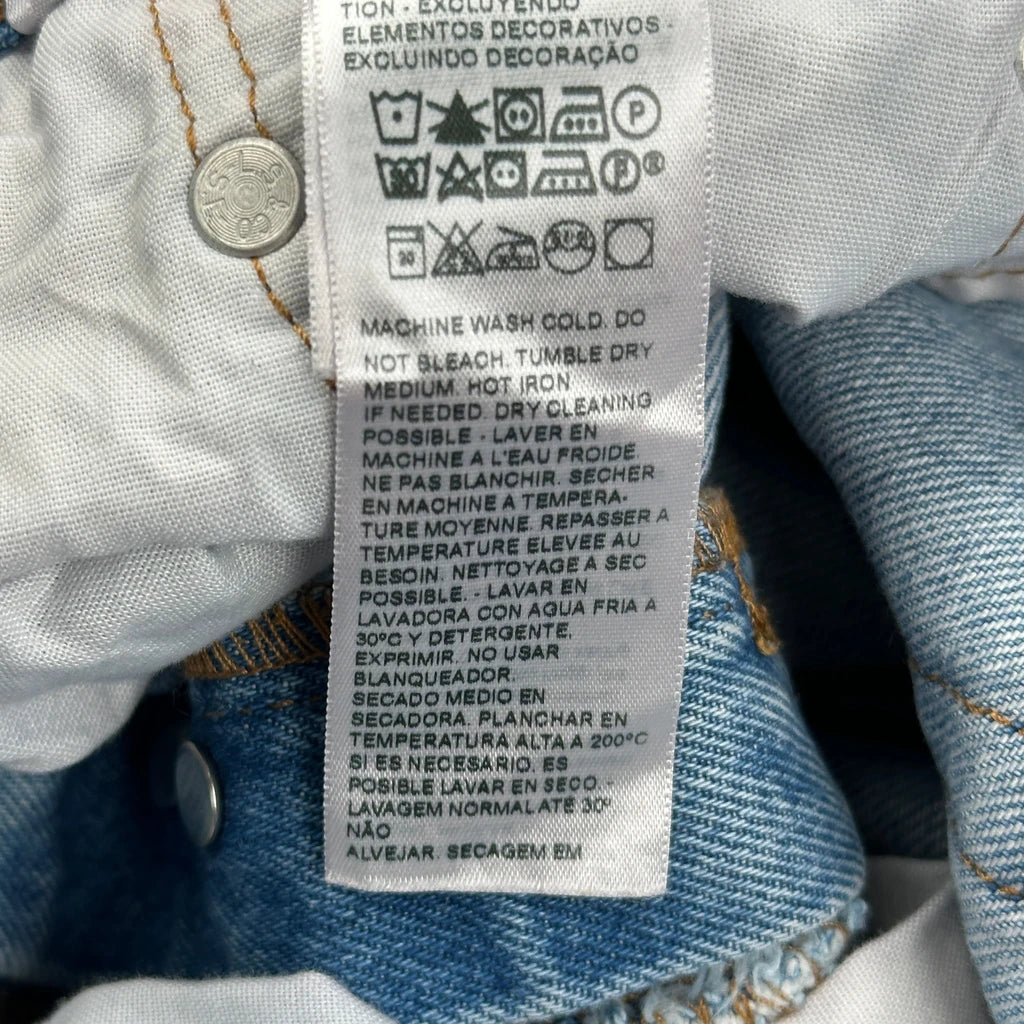 TION - EXCLUYENDO
ELEMENTOS DECORATIVOS -
EXCLUINDO DECORAÇÃO
P
30 P®
30
MACHINE WASH COLD. DO
NOT BLEACH. TUMBLE DRY
MEDIUM. HOT IRON
IF NEEDED. DRY CLEANING
POSSIBLE - LAVER EN
MACHINE A L'EAU FROIDE
NE PAS BLANCHIR. SECHER
EN MACHINE A TEMPERA-
TURE MOYENNE. REPASSER A
TEMPERATURE ELEVEE AU
BESOIN. NETTOYAGE A SEC
POSSIBLE. - LAVAR EN
LAVADORA CON AGUA FRIA A
30ºC Y DETERGENTE.
EXPRIMIR. NO USAR
BLANQUEADOR.
SECADO MEDIO EN
SECADORA. PLANCHAR EN
TEMPERATURA ALTA A 200ºC
SI ES NECESARIO. ES
POSIBLE LAVAR EN SECO. -
LAVAGEM NORMAL ATÉ 30º
NÃO
ALVEJAR. SECAGEM EM